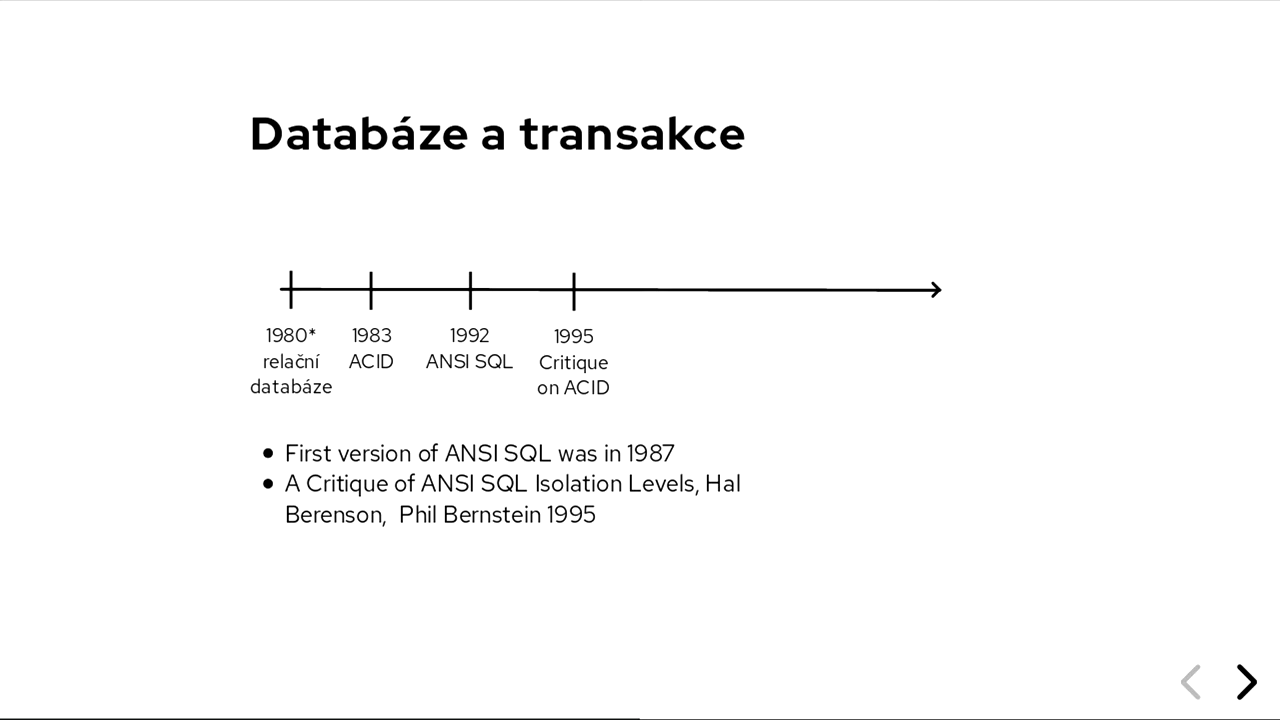 Databáze a transakce
1980* 1983 1992 1995
relační ACID ANSI SQL Critique
databáze on ACID
First version of ANSI SQL was in 1987
A Critique of ANSI SQL Isolation Levels, Hal
Berenson,  Phil Bernstein 1995